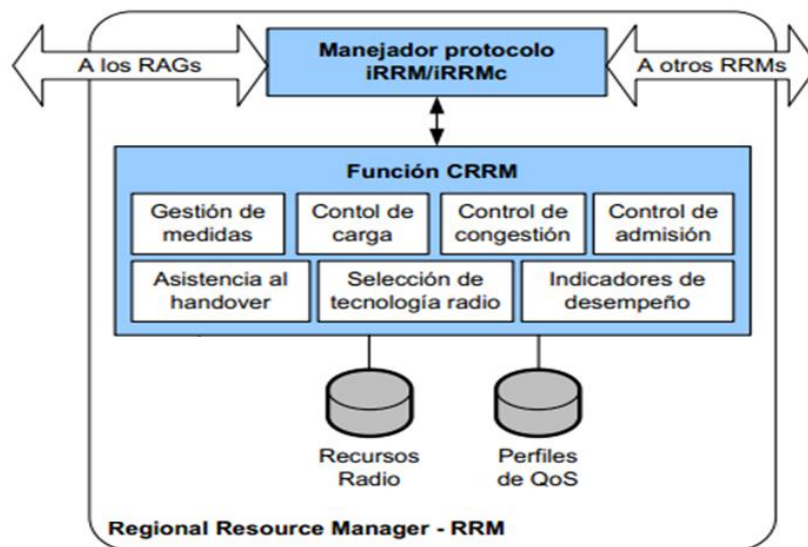 A los RAGs
Manejador protocolo
iRRM/iRRMc
A otros RRMs
Función CRRM
Gestión de
medidas
Contol de
carga
Control de
congestión
Control de
admisión
Asistencia al
handover
Selección de
tecnología radio
Indicadores de
desempeño
Recursos
Radio
Perfiles
de QoS
Regional Resource Manager - RRM